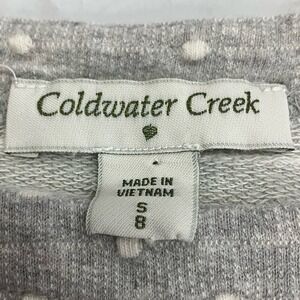 Coldwater Creek
MADE IN
VIETNAM
S
8